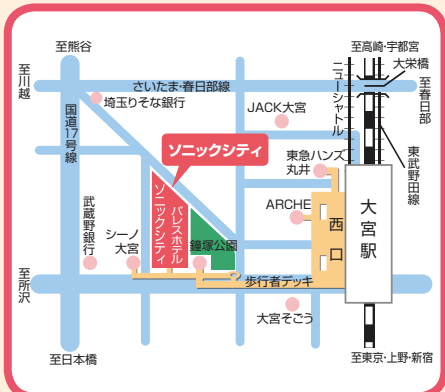 至熊谷
至高崎・宇都宮
大栄橋
至川越
さいたま・春日部線
至春日部
埼玉りそな銀行
ニューシャトル
JACK大宮
国道17号線
東武野田線
ソニックシティ
東急ハンズ
丸井
武蔵野銀行
シーノ
大宮
ソニックシティ
パレスホテル
鐘塚公園
ARCHE
西口
大宮駅
至所沢
歩行者デッキ
大宮そごう
至日本橋
至東京・上野・新宿